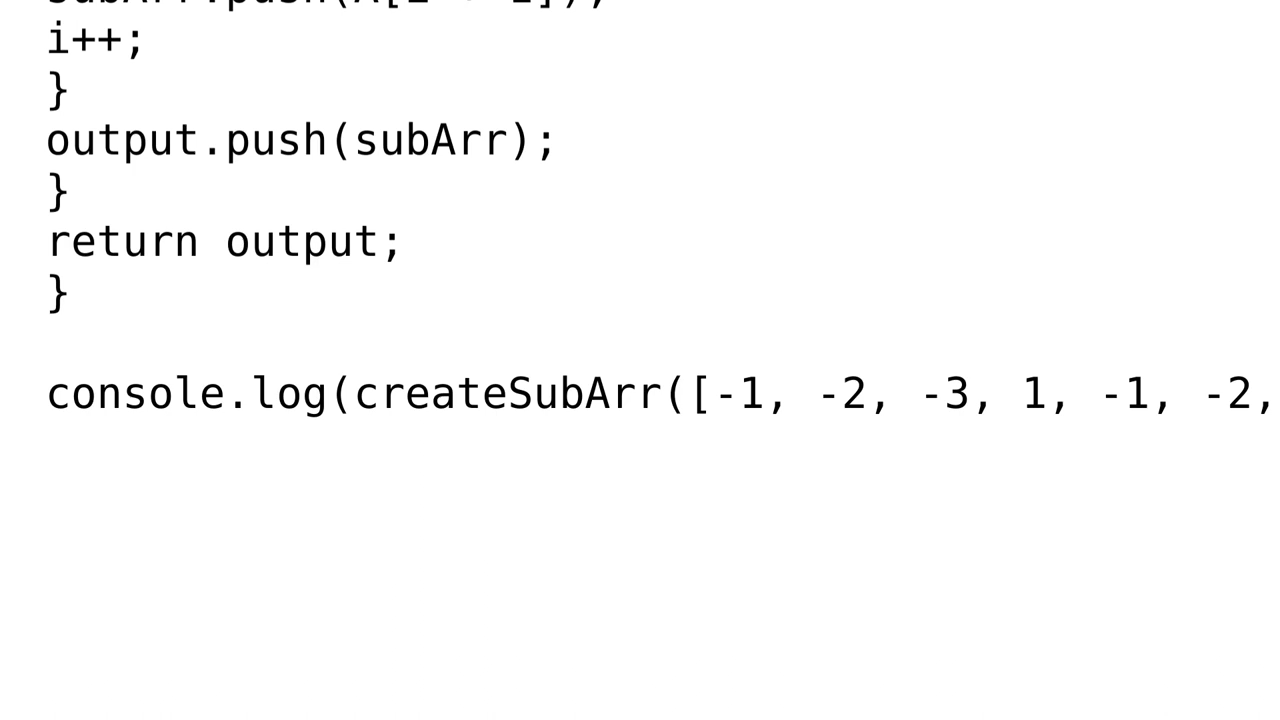 i++;
}
output.push(subArr);
}
return output;
}
console.log(createSubArr([-1, -2, -3, 1, -1, -2,